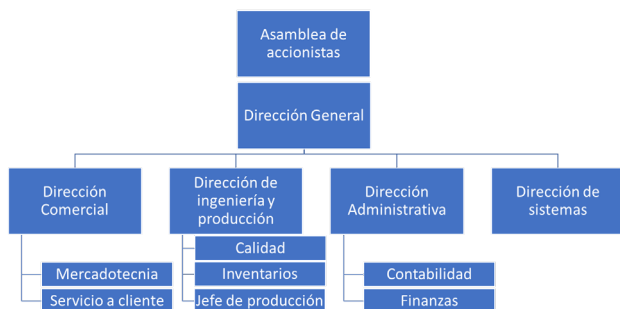 Asamblea de
accionistas
Dirección General
Dirección
Comercial
Dirección de
ingeniería y
producción
Dirección
Administrativa
Dirección de
sistemas
Mercadotecnia
Servicio a cliente
Calidad
Inventarios
Jefe de producción
Contabilidad
Finanzas